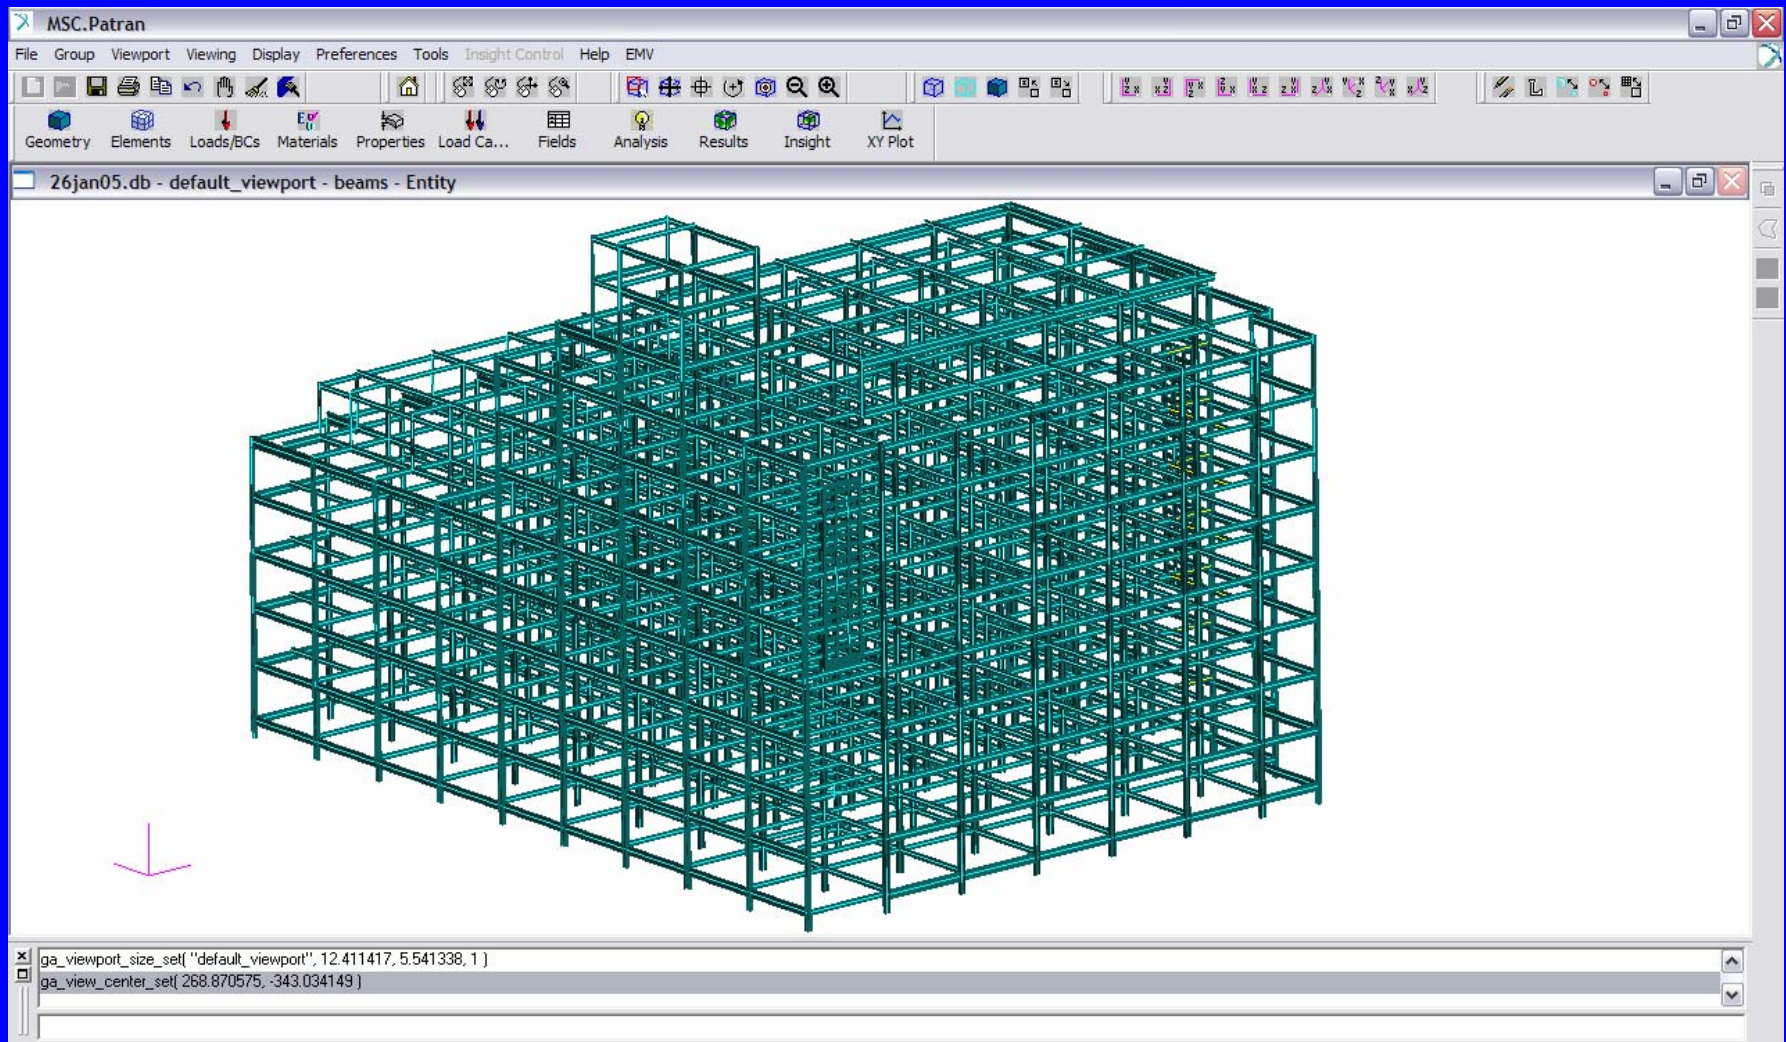 MSC.Patran
File Group Viewport Viewing Display Preferences Tools Insight Control Help EMV
Geometry Elements Loads/BCs Materials Properties Load Ca... Fields Analysis Results Insight XY Plot
26jan05.db - default_viewport - beams - Entity
ga_viewport_size_set( "default_viewport", 12.411417, 5.541338, 1 )
ga_view_center_set( 268.870575, -343.034149 )